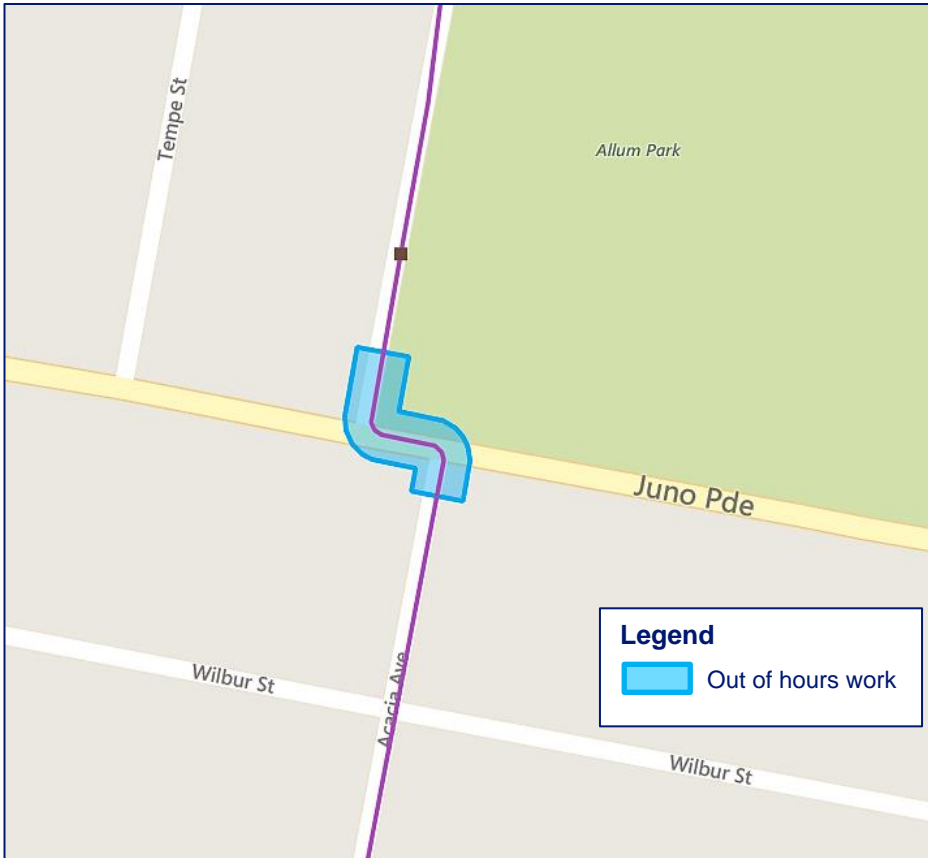 Tempe St
Allum Park
Juno Pde
Legend
Out of hours work
Wilbur St
Acacia Ave
Wilbur St